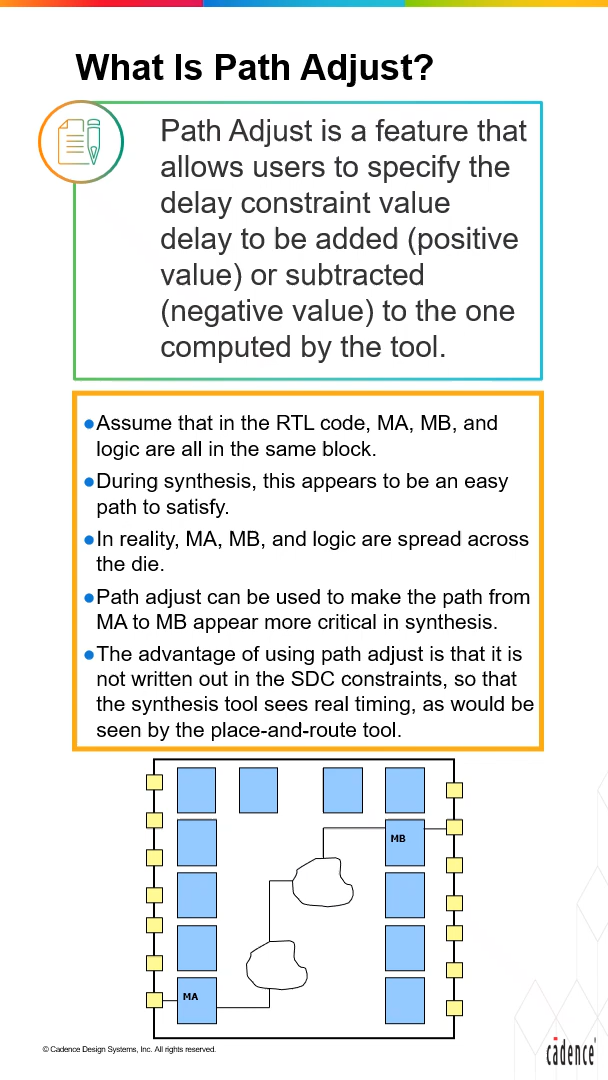 What Is Path Adjust?
Path Adjust is a feature that
allows users to specify the
delay constraint value
delay to be added (positive
value) or subtracted
(negative value) to the one
computed by the tool.
●Assume that in the RTL code, MA, MB, and
logic are all in the same block.
●During synthesis, this appears to be an easy
path to satisfy.
●In reality, MA, MB, and logic are spread across
the die.
●Path adjust can be used to make the path from
MA to MB appear more critical in synthesis.
●The advantage of using path adjust is that it is
not written out in the SDC constraints, so that
the synthesis tool sees real timing, as would be
seen by the place-and-route tool.
MB
MA
© Cadence Design Systems, Inc. All rights reserved.
cādence®